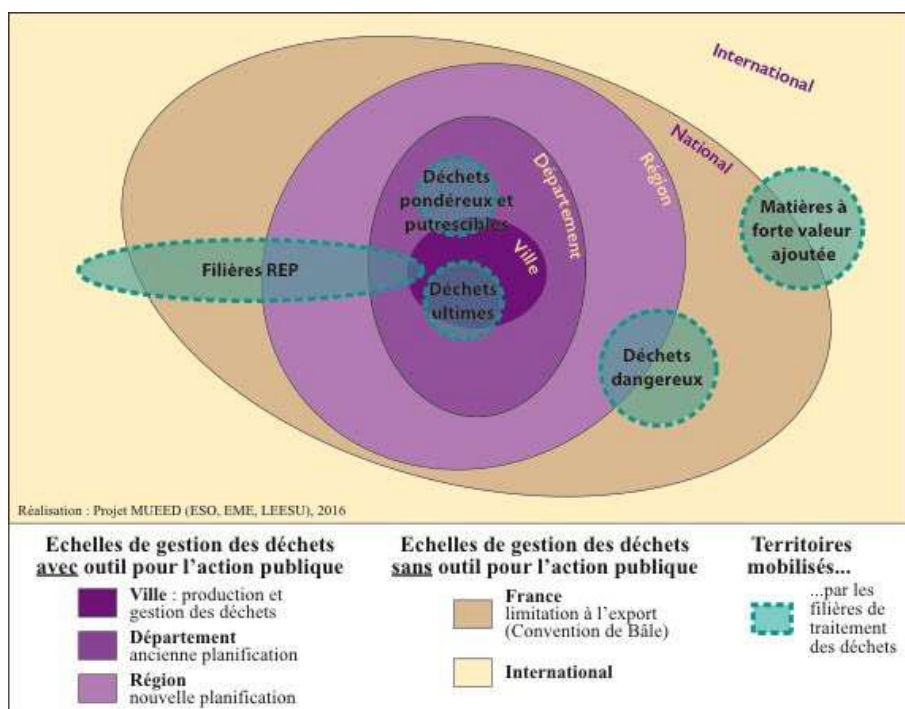 International
National
Région
Département
Déchets
pondéreux et
putrescibles
Ville
Matières à
forte valeur
ajoutée
Filières REP
Déchets
ultimes
Déchets
dangereux
Réalisation : Projet MUEED (ESO, EME, LEESU), 2016
Echelles de gestion des déchets
avec outil pour l'action publique
Ville : production et
gestion des déchets
Département
ancienne planification
Région
nouvelle planification
Echelles de gestion des déchets
sans outil pour l'action publique
France
limitation à l'export
(Convention de Bâle)
International
Territoires
mobilisés...
...par les
filières de
traitement
des déchets